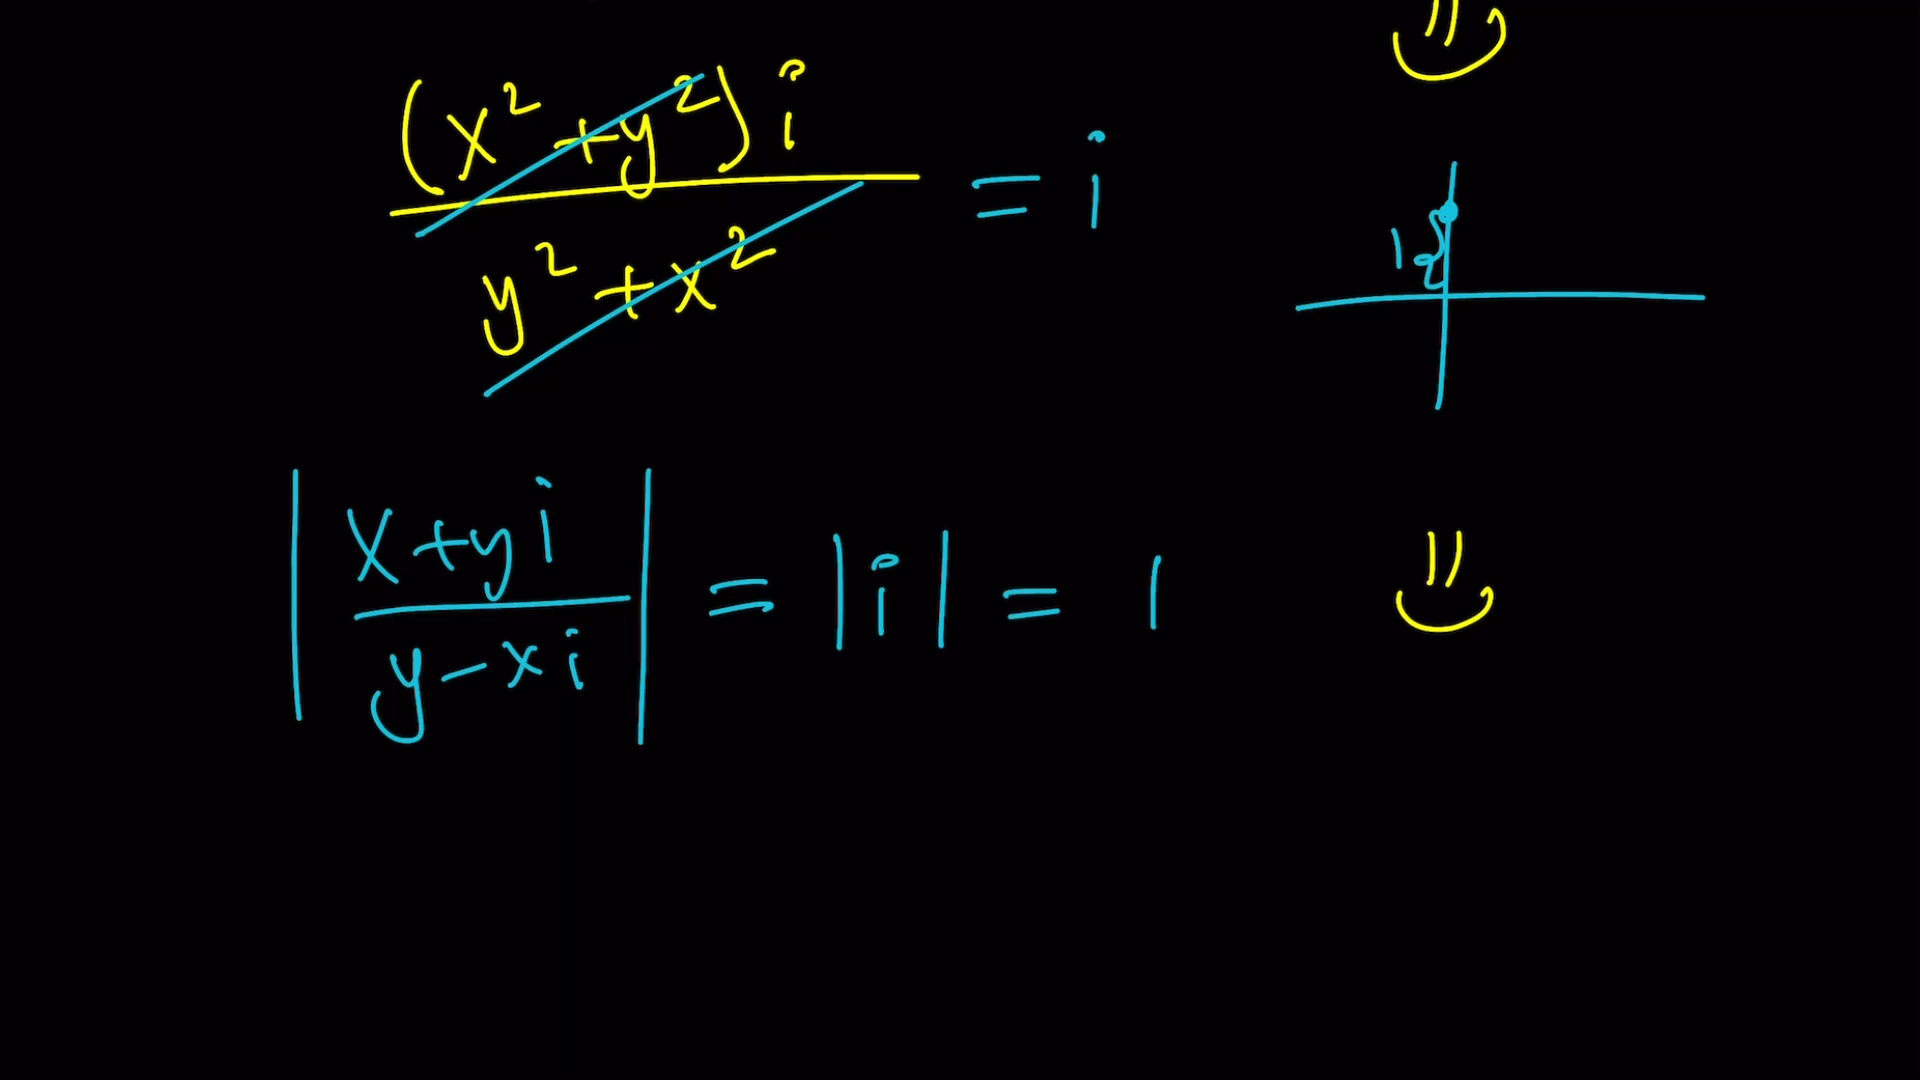 (x² + y²) i
y² + x²
= i
1
| x + yi / y - xi | = | i | = 1